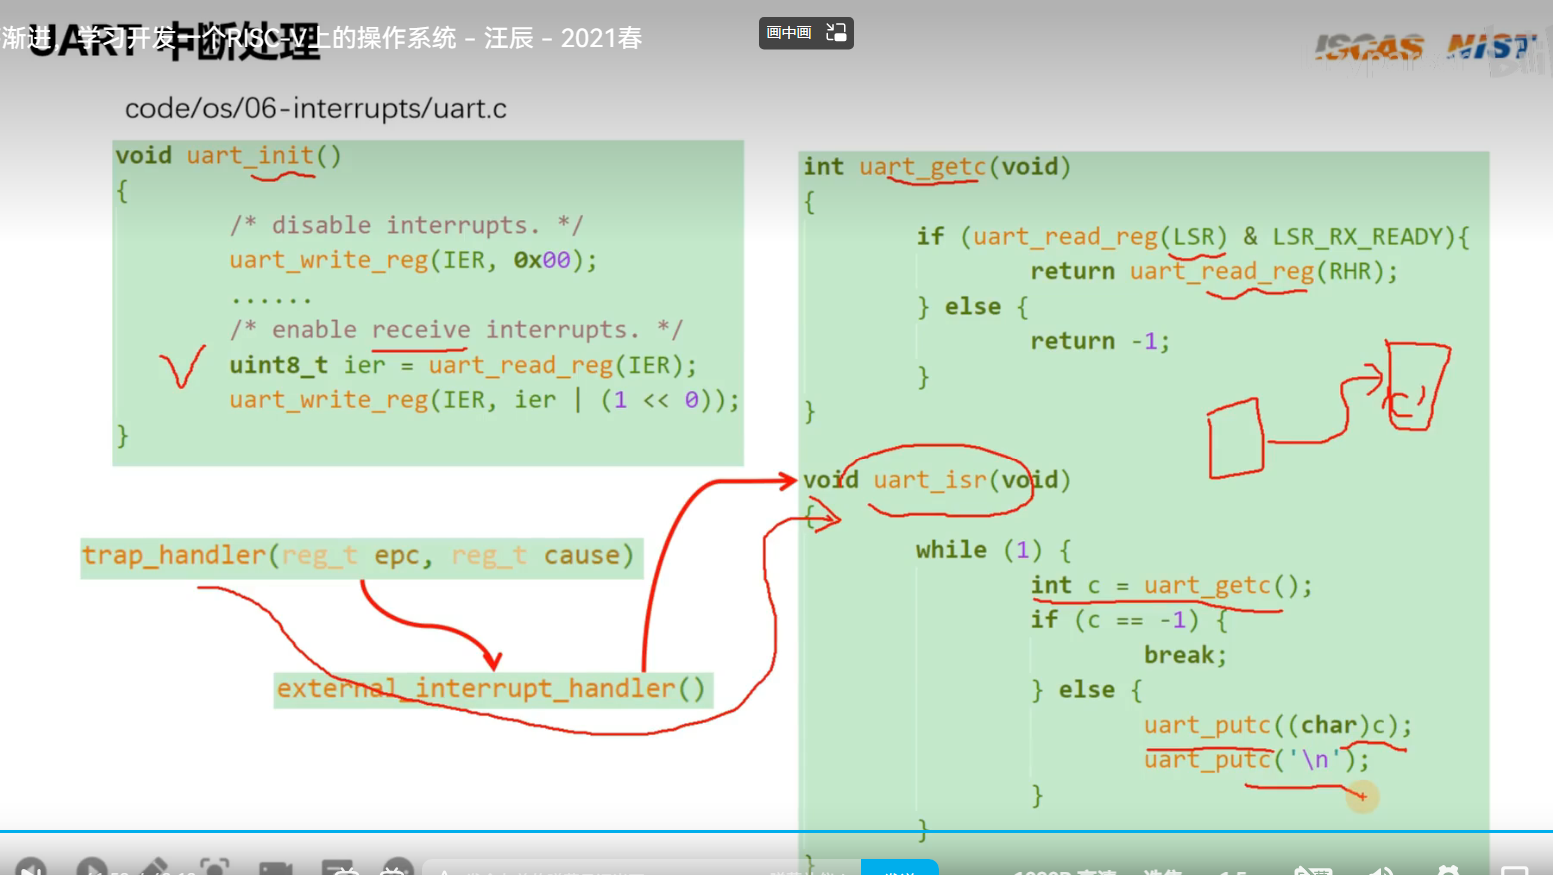 渐进，学习开发一个RISC-V上的操作系统 - 汪辰 - 2021春
UART 中断处理
画中画
ISCAS NIST
code/os/06-interrupts/uart.c
void uart_init()
{
/* disable interrupts. */
uart_write_reg(IER, 0x00);
......
/* enable receive interrupts. */
uint8_t ier = uart_read_reg(IER);
uart_write_reg(IER, ier | (1 << 0));
}
trap_handler(reg_t epc, reg_t cause)
external_interrupt_handler()
int uart_getc(void)
{
if (uart_read_reg(LSR) & LSR_RX_READY){
return uart_read_reg(RHR);
} else {
return -1;
}
}
void uart_isr(void)
{
while (1) {
int c = uart_getc();
if (c == -1) {
break;
} else {
uart_putc((char)c);
uart_putc('\n');
}
}
}